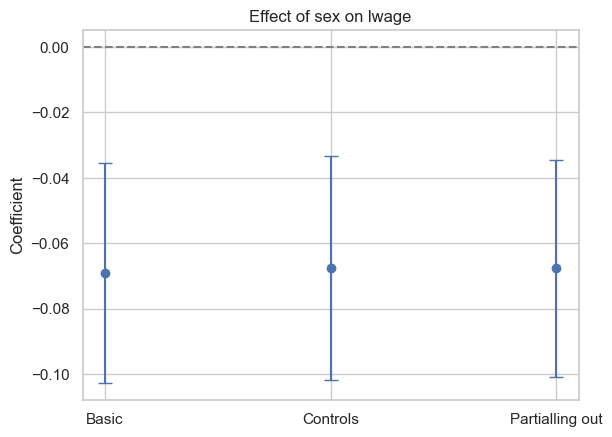 Effect of sex on lwage
0.00
−0.02
−0.04
−0.06
−0.08
−0.10
Coefficient
Basic
Controls
Partialling out